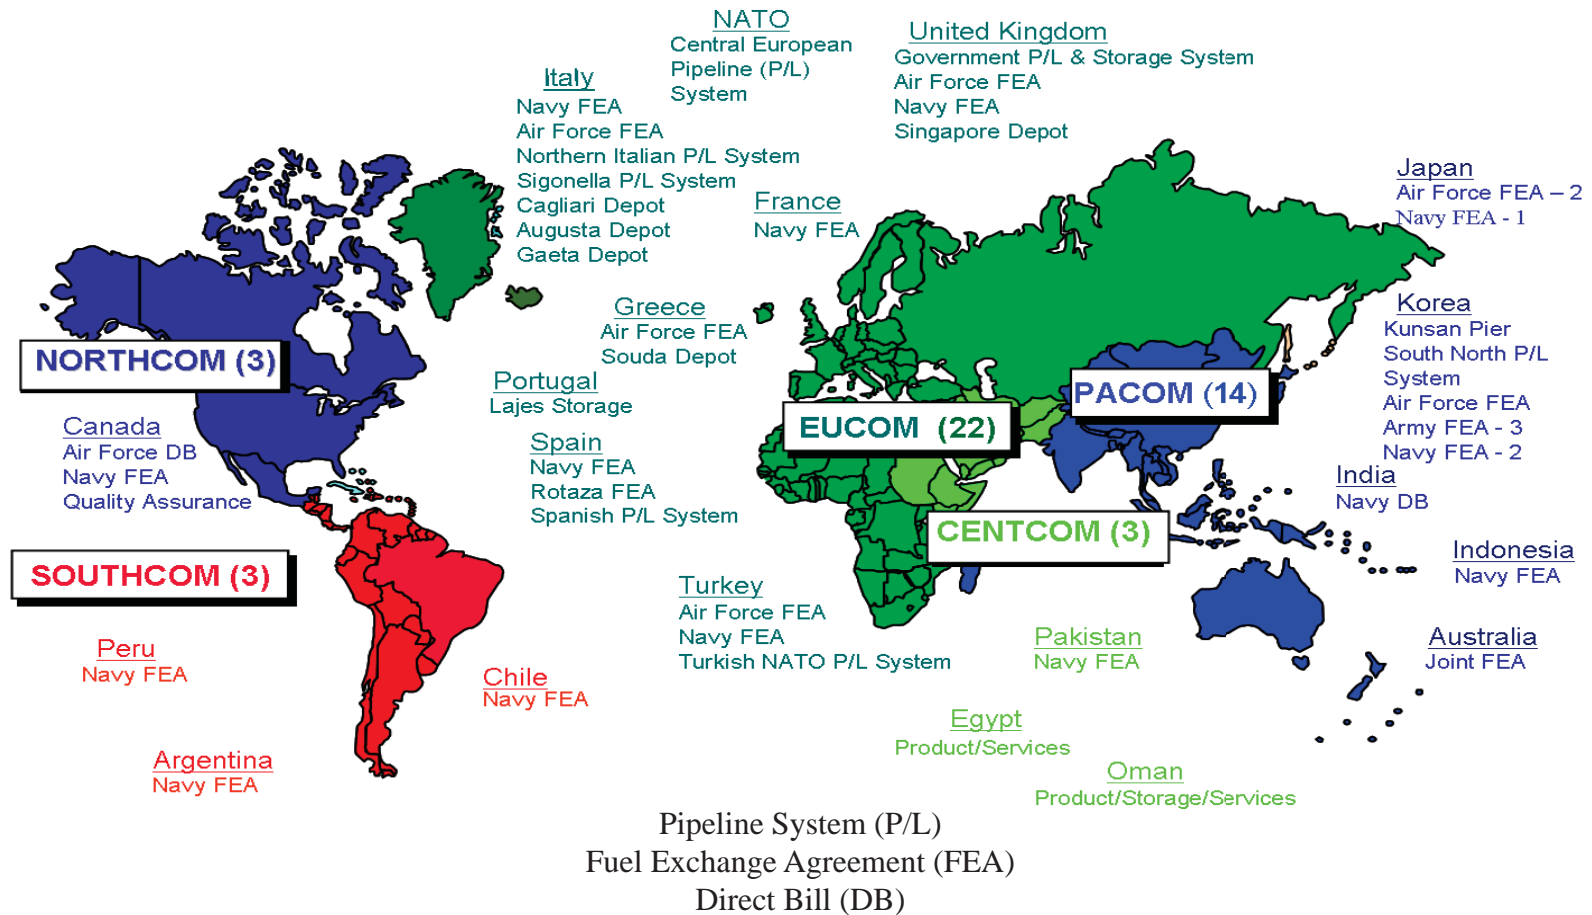 NATO
Central European
Pipeline (P/L)
System
United Kingdom
Government P/L & Storage System
Air Force FEA
Navy FEA
Singapore Depot
Italy
Navy FEA
Air Force FEA
Northern Italian P/L System
Sigonella P/L System
Cagliari Depot
Augusta Depot
Gaeta Depot
France
Navy FEA
Japan
Air Force FEA – 2
Navy FEA - 1
Greece
Air Force FEA
Souda Depot
Korea
Kunsan Pier
South North P/L
System
Air Force FEA
Army FEA - 3
Navy FEA - 2
NORTHCOM (3)
Portugal
Lajes Storage
PACOM (14)
EUCOM (22)
Canada
Air Force DB
Navy FEA
Quality Assurance
Spain
Navy FEA
Rotaza FEA
Spanish P/L System
India
Navy DB
CENTCOM (3)
Indonesia
Navy FEA
SOUTHCOM (3)
Turkey
Air Force FEA
Navy FEA
Turkish NATO P/L System
Pakistan
Navy FEA
Australia
Joint FEA
Peru
Navy FEA
Chile
Navy FEA
Egypt
Product/Services
Argentina
Navy FEA
Oman
Product/Storage/Services
Pipeline System (P/L)
Fuel Exchange Agreement (FEA)
Direct Bill (DB)